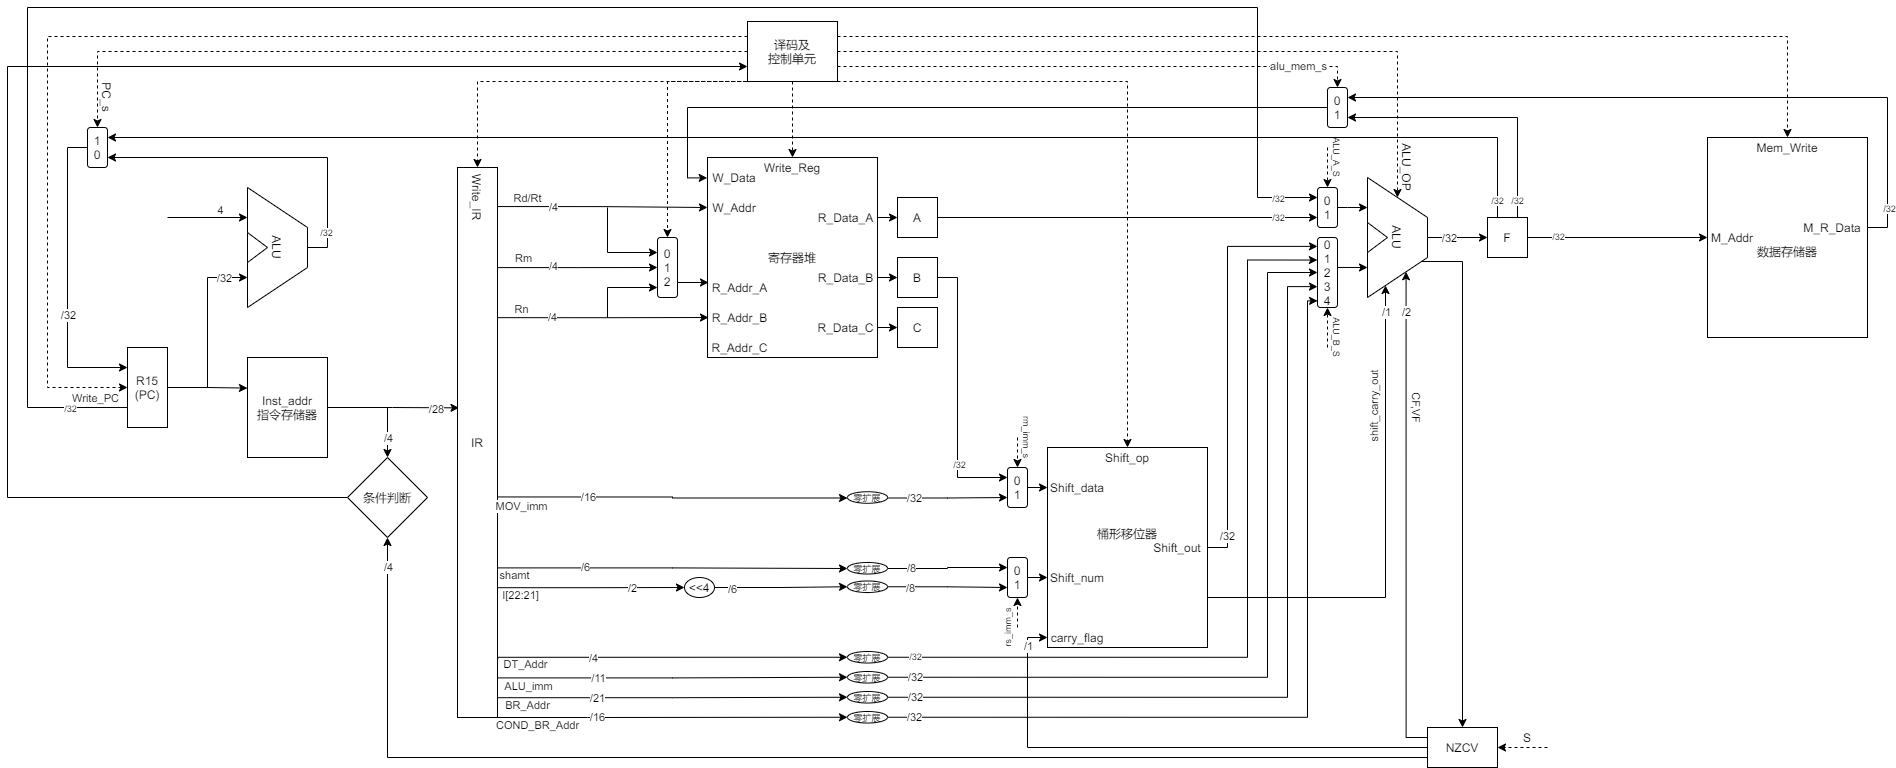 译码及
控制单元
alu_mem_s
PC_s
0
1
1
0
ALU_A_S
ALU_OP
Mem_Write
Write_Reg
Write_IR
W_Data
Rd/Rt
/4
W_Addr
4
ALU
/32
/32
R_Data_A
A
/32
/32
0
1
ALU
/32
F
/32
/32
/32
/32
M_Addr
M_R_Data
数据存储器
0
1
2
3
4
0
1
2
Rm
/4
寄存器堆
R_Addr_A
R_Data_B
B
Rn
/4
R_Addr_B
R_Data_C
C
R_Addr_C
/1
/2
ALU_B_S
/32
R15
(PC)
Write_PC
/32
Inst_addr
指令存储器
/28
/4
shift_carry_out
CF,VF
IR
条件判断
rm_imm_s
/32
Shift_op
0
1
Shift_data
/16
MOV_imm
零扩展
/32
桶形移位器
Shift_out
/32
/4
/6
shamt
零扩展
/8
0
1
Shift_num
/2
I[22:21]
<<4
/6
零扩展
/8
rs_imm_s
carry_flag
/1
/4
DT_Addr
零扩展
/32
/11
ALU_imm
零扩展
/32
/21
BR_Addr
零扩展
/32
/16
COND_BR_Addr
零扩展
/32
NZCV
S